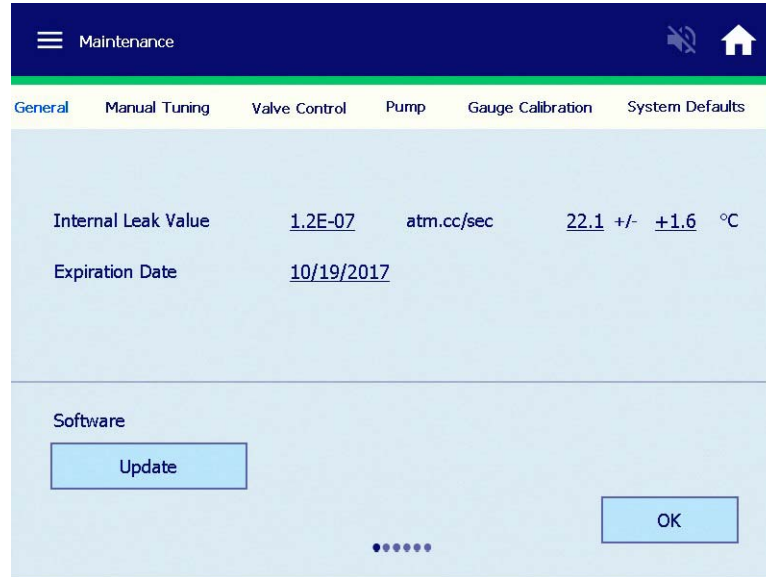 Maintenance
General Manual Tuning Valve Control Pump Gauge Calibration System Defaults
Internal Leak Value 1.2E-07 atm.cc/sec 22.1 +/- +1.6 °C
Expiration Date 10/19/2017
Software
Update
OK